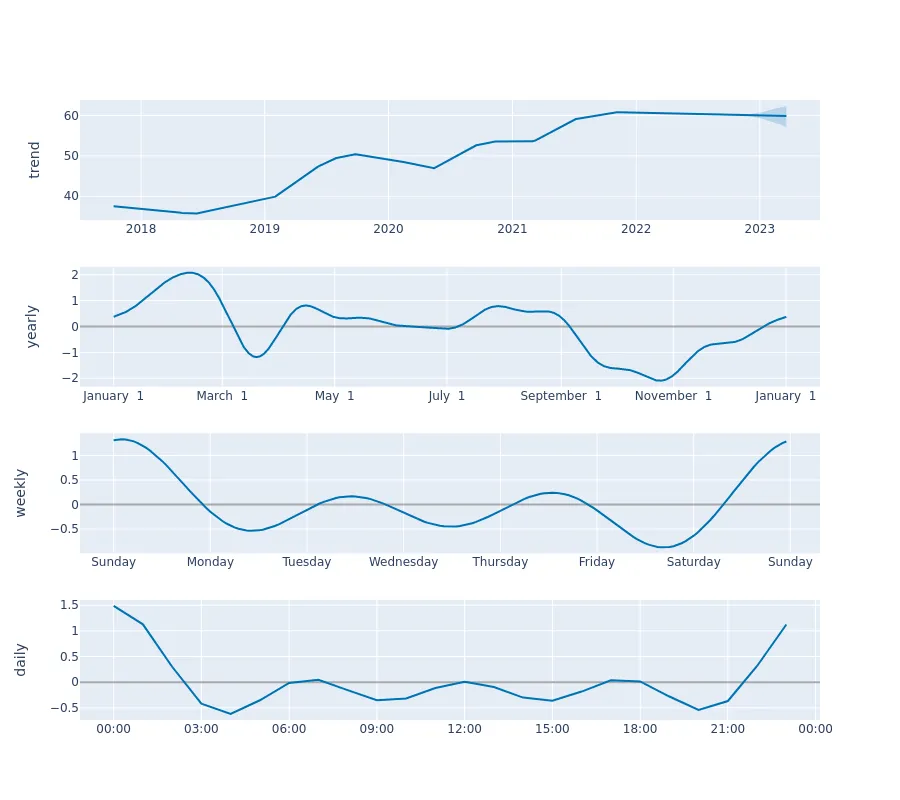 trend
60
50
40
2018 2019 2020 2021 2022 2023
yearly
2
1
0
−1
−2
January 1 March 1 May 1 July 1 September 1 November 1 January 1
weekly
1
0.5
0
−0.5
Sunday Monday Tuesday Wednesday Thursday Friday Saturday Sunday
daily
1.5
1
0.5
0
−0.5
00:00 03:00 06:00 09:00 12:00 15:00 18:00 21:00 00:00